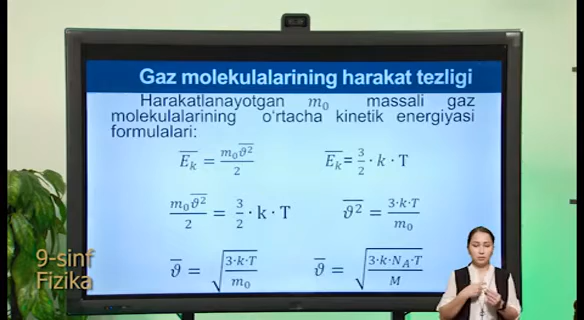 Gaz molekulalarining harakat tezligi
Harakatlanayotgan m₀ massali gaz
molekulalarining o‘rtacha kinetik energiyasi
formulalari:
E̅ₖ = m₀ϑ̅²/2    E̅ₖ= 3/2 · k · T
m₀ϑ̅²/2 = 3/2 · k · T    ϑ̅² = 3·k·T/m₀
ϑ̅ = √(3·k·T/m₀)    ϑ̅ = √(3·k·N_A·T/M)
9-sinf
Fizika